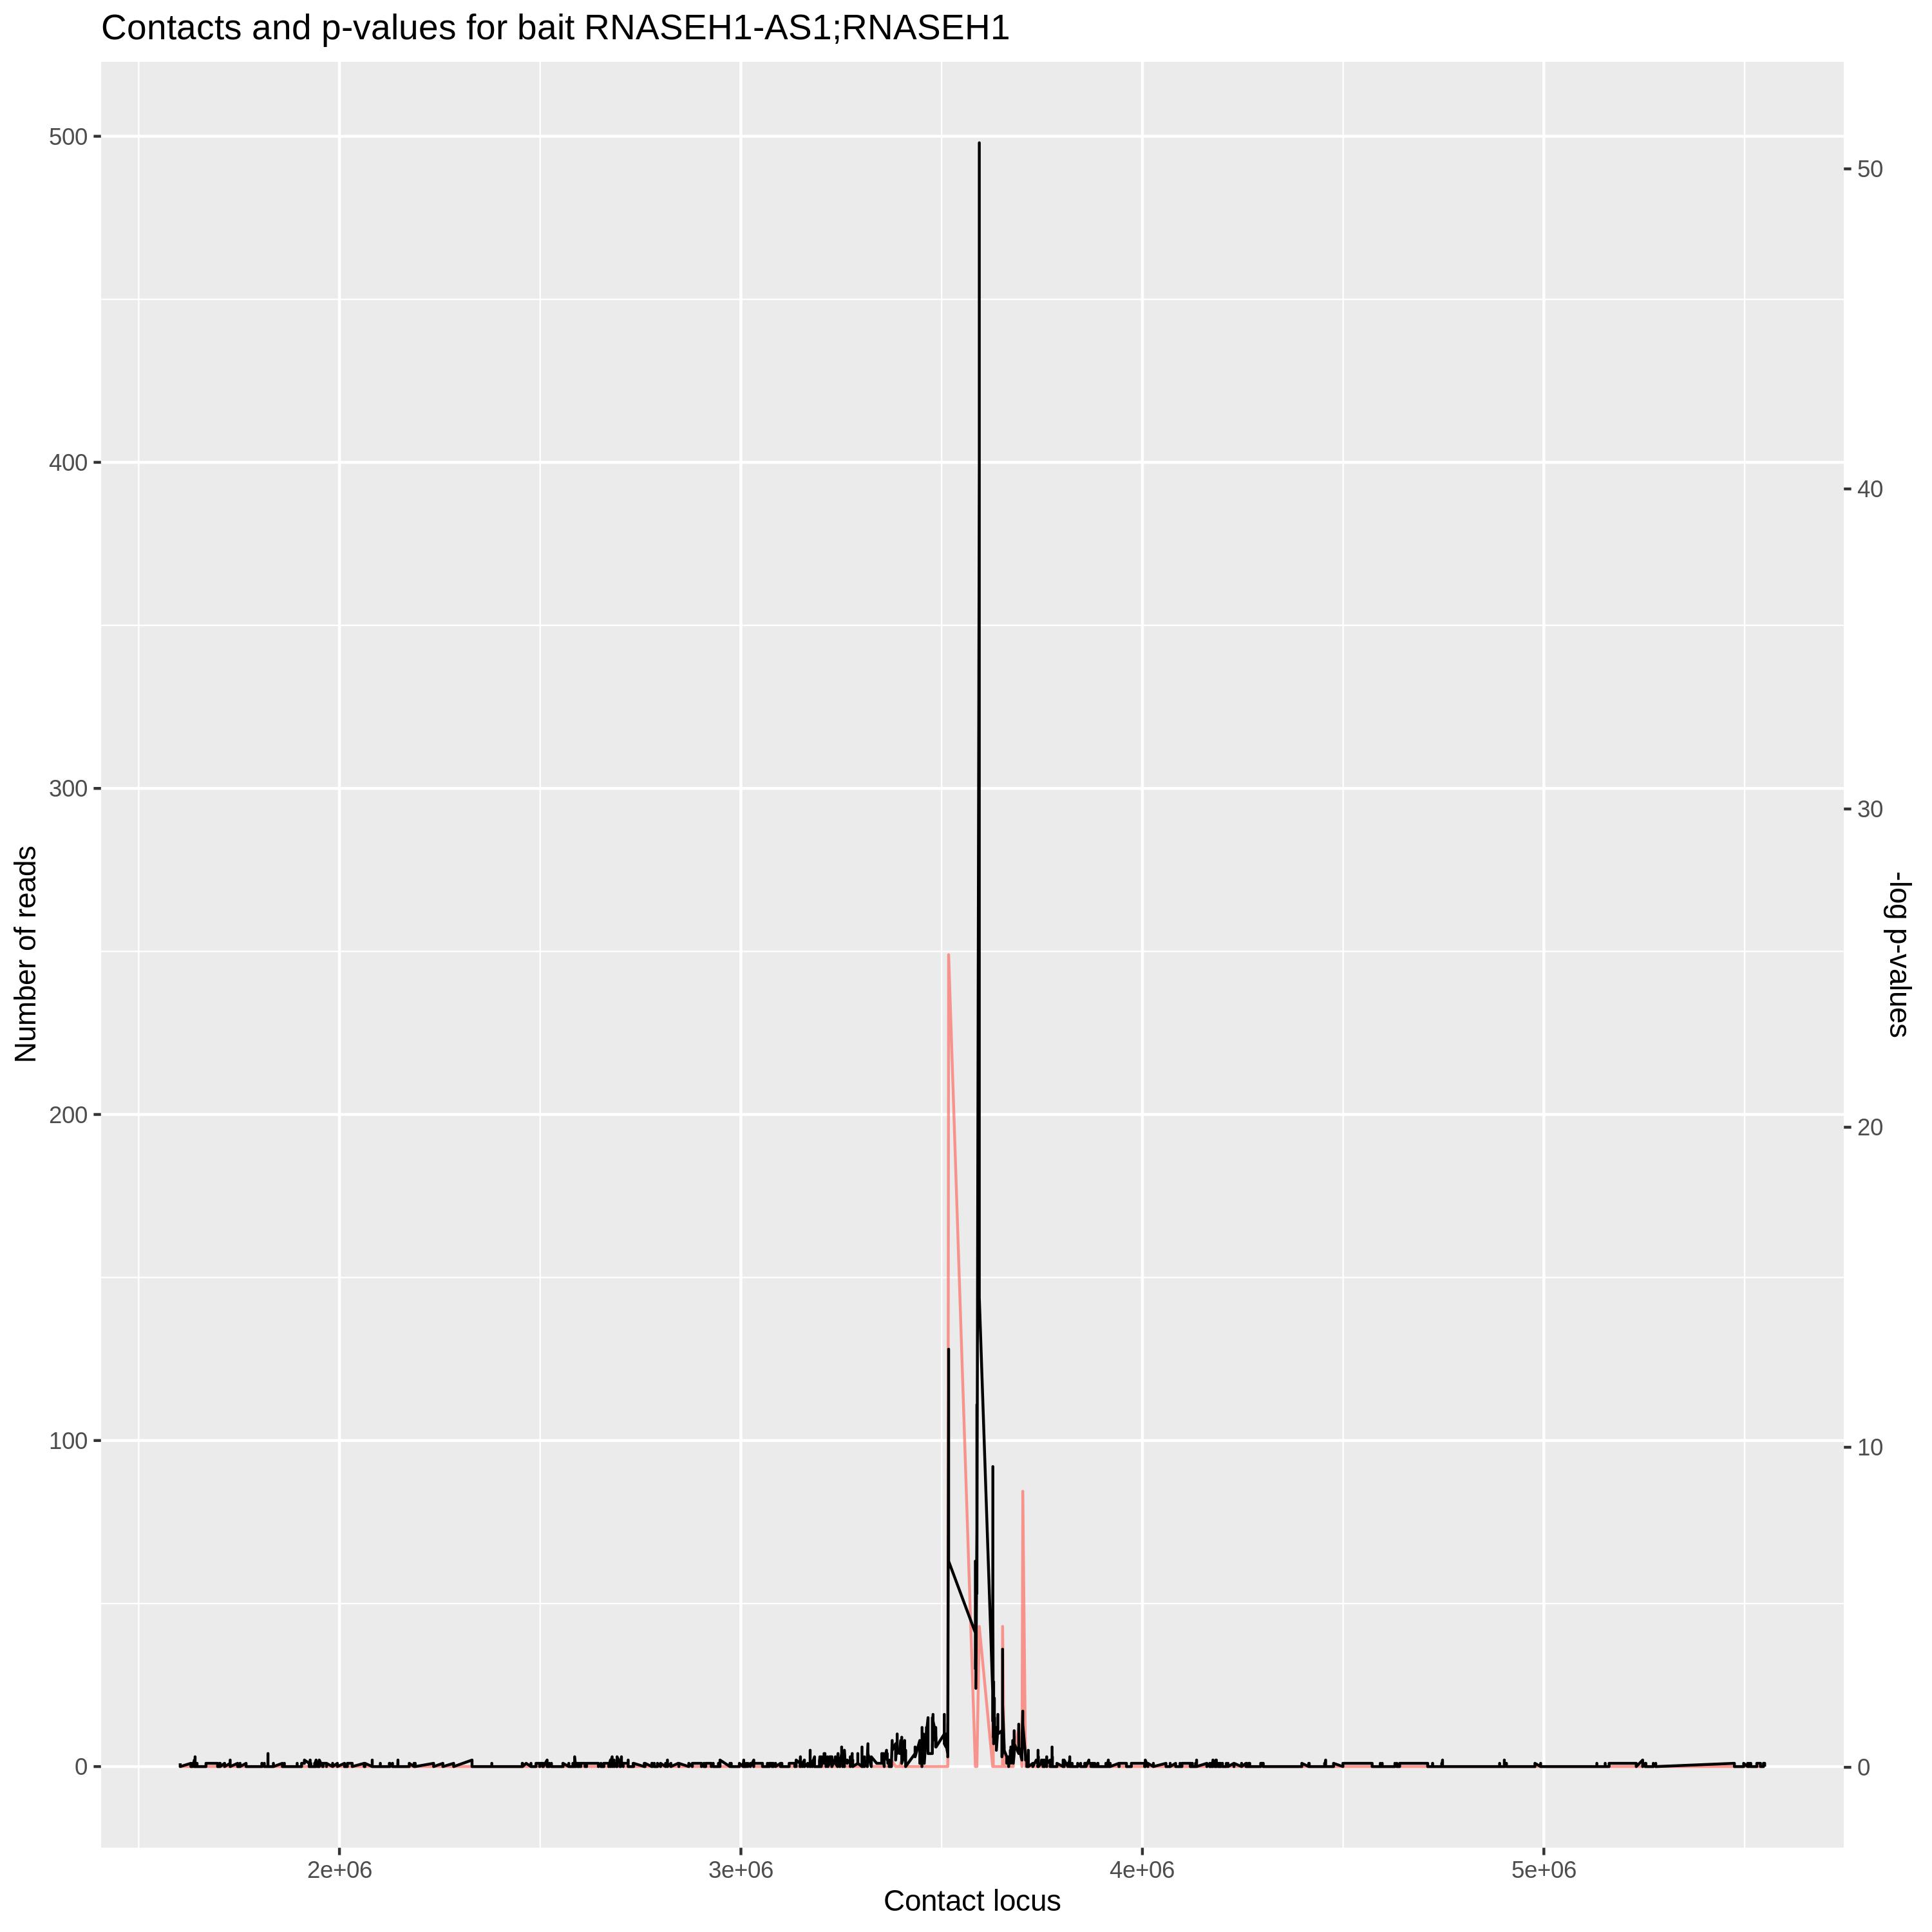 Contacts and p-values for bait RNASEH1-AS1;RNASEH1
500
400
300
200
100
0
Number of reads
50
40
30
20
10
0
-log p-values
2e+06
3e+06
4e+06
5e+06
Contact locus